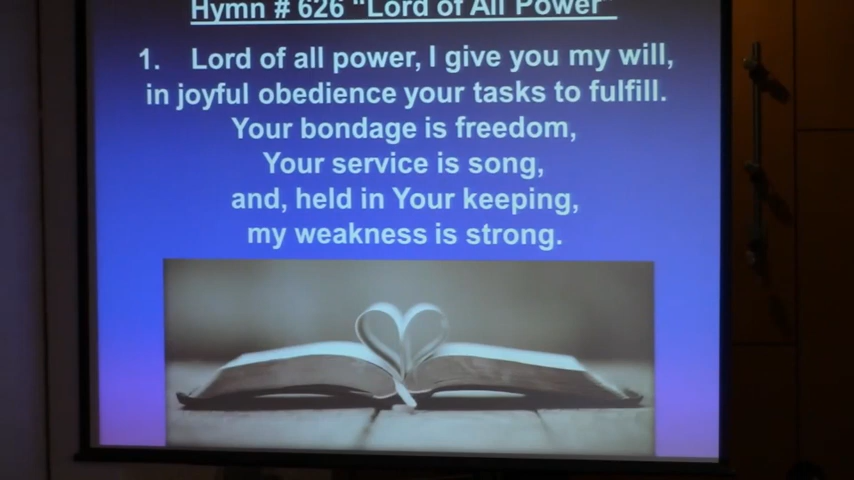 Hymn # 626 "Lord of All Power"
1. Lord of all power, I give you my will,
in joyful obedience your tasks to fulfill.
Your bondage is freedom,
Your service is song,
and, held in Your keeping,
my weakness is strong.